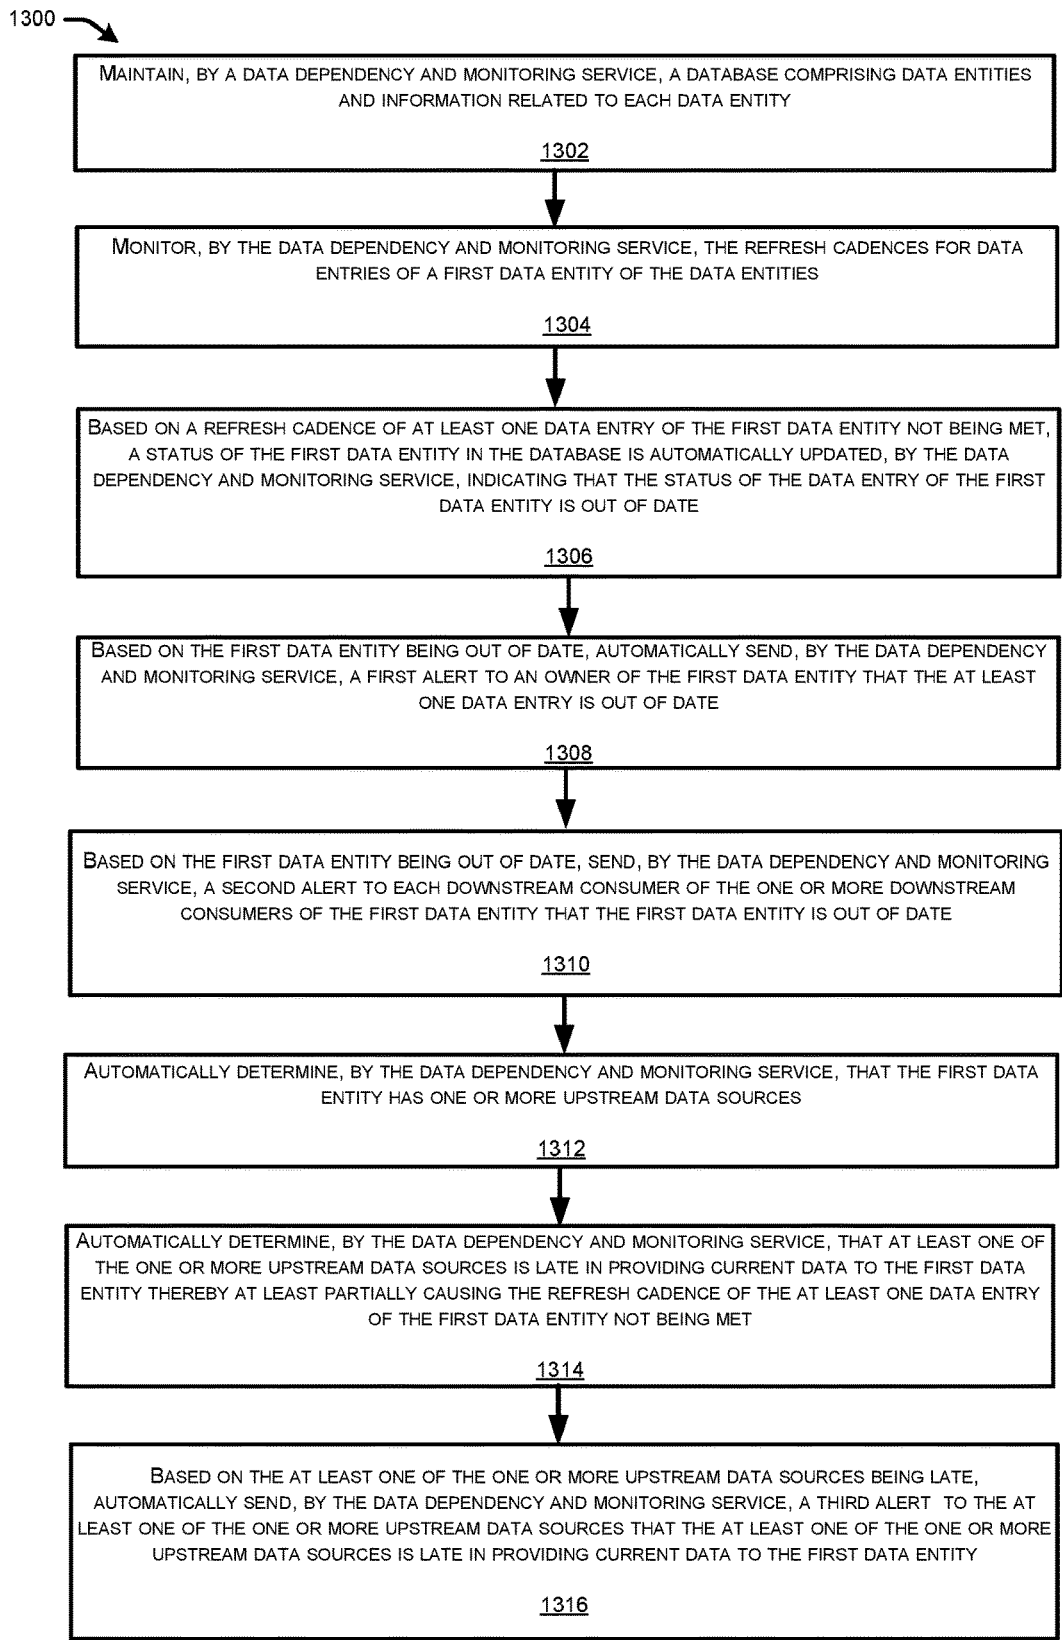 1300
MAINTAIN, BY A DATA DEPENDENCY AND MONITORING SERVICE, A DATABASE COMPRISING DATA ENTITIES
AND INFORMATION RELATED TO EACH DATA ENTITY
1302
MONITOR, BY THE DATA DEPENDENCY AND MONITORING SERVICE, THE REFRESH CADENCES FOR DATA
ENTRIES OF A FIRST DATA ENTITY OF THE DATA ENTITIES
1304
BASED ON A REFRESH CADENCE OF AT LEAST ONE DATA ENTRY OF THE FIRST DATA ENTITY NOT BEING MET,
A STATUS OF THE FIRST DATA ENTITY IN THE DATABASE IS AUTOMATICALLY UPDATED, BY THE DATA
DEPENDENCY AND MONITORING SERVICE, INDICATING THAT THE STATUS OF THE DATA ENTRY OF THE FIRST
DATA ENTITY IS OUT OF DATE
1306
BASED ON THE FIRST DATA ENTITY BEING OUT OF DATE, AUTOMATICALLY SEND, BY THE DATA DEPENDENCY
AND MONITORING SERVICE, A FIRST ALERT TO AN OWNER OF THE FIRST DATA ENTITY THAT THE AT LEAST
ONE DATA ENTRY IS OUT OF DATE
1308
BASED ON THE FIRST DATA ENTITY BEING OUT OF DATE, SEND, BY THE DATA DEPENDENCY AND MONITORING
SERVICE, A SECOND ALERT TO EACH DOWNSTREAM CONSUMER OF THE ONE OR MORE DOWNSTREAM
CONSUMERS OF THE FIRST DATA ENTITY THAT THE FIRST DATA ENTITY IS OUT OF DATE
1310
AUTOMATICALLY DETERMINE, BY THE DATA DEPENDENCY AND MONITORING SERVICE, THAT THE FIRST DATA
ENTITY HAS ONE OR MORE UPSTREAM DATA SOURCES
1312
AUTOMATICALLY DETERMINE, BY THE DATA DEPENDENCY AND MONITORING SERVICE, THAT AT LEAST ONE OF
THE ONE OR MORE UPSTREAM DATA SOURCES IS LATE IN PROVIDING CURRENT DATA TO THE FIRST DATA
ENTITY THEREBY AT LEAST PARTIALLY CAUSING THE REFRESH CADENCE OF THE AT LEAST ONE DATA ENTRY
OF THE FIRST DATA ENTITY NOT BEING MET
1314
BASED ON THE AT LEAST ONE OF THE ONE OR MORE UPSTREAM DATA SOURCES BEING LATE,
AUTOMATICALLY SEND, BY THE DATA DEPENDENCY AND MONITORING SERVICE, A THIRD ALERT TO THE AT
LEAST ONE OF THE ONE OR MORE UPSTREAM DATA SOURCES THAT THE AT LEAST ONE OF THE ONE OR MORE
UPSTREAM DATA SOURCES IS LATE IN PROVIDING CURRENT DATA TO THE FIRST DATA ENTITY
1316